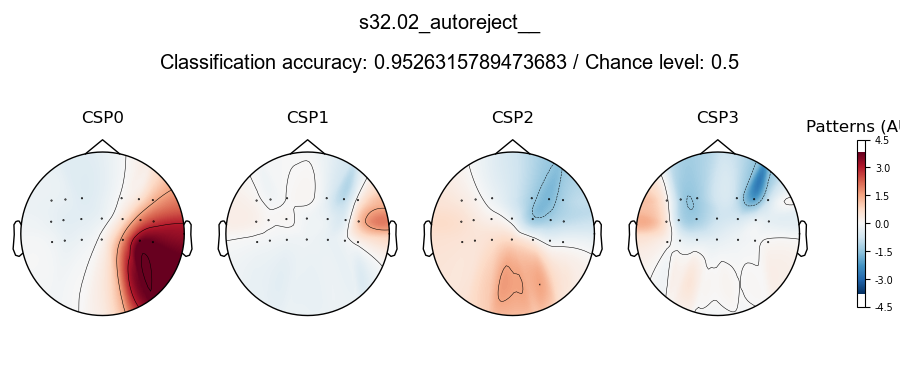 s32.02_autoreject__
Classification accuracy: 0.9526315789473683 / Chance level: 0.5
CSP0 CSP1 CSP2 CSP3
Patterns (AU
4.5
3.0
1.5
0.0
-1.5
-3.0
-4.5